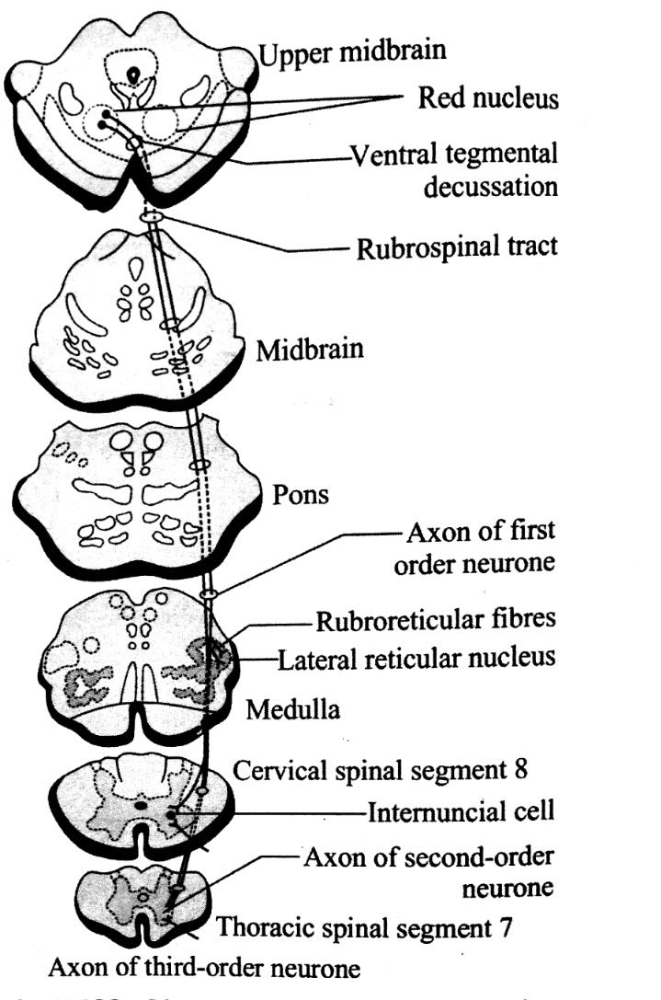 Upper midbrain
Red nucleus
Ventral tegmental
decussation
Rubrospinal tract
Midbrain
Pons
Axon of first
order neurone
Rubroreticular fibres
Lateral reticular nucleus
Medulla
Cervical spinal segment 8
Internuncial cell
Axon of second-order
neurone
Thoracic spinal segment 7
Axon of third-order neurone